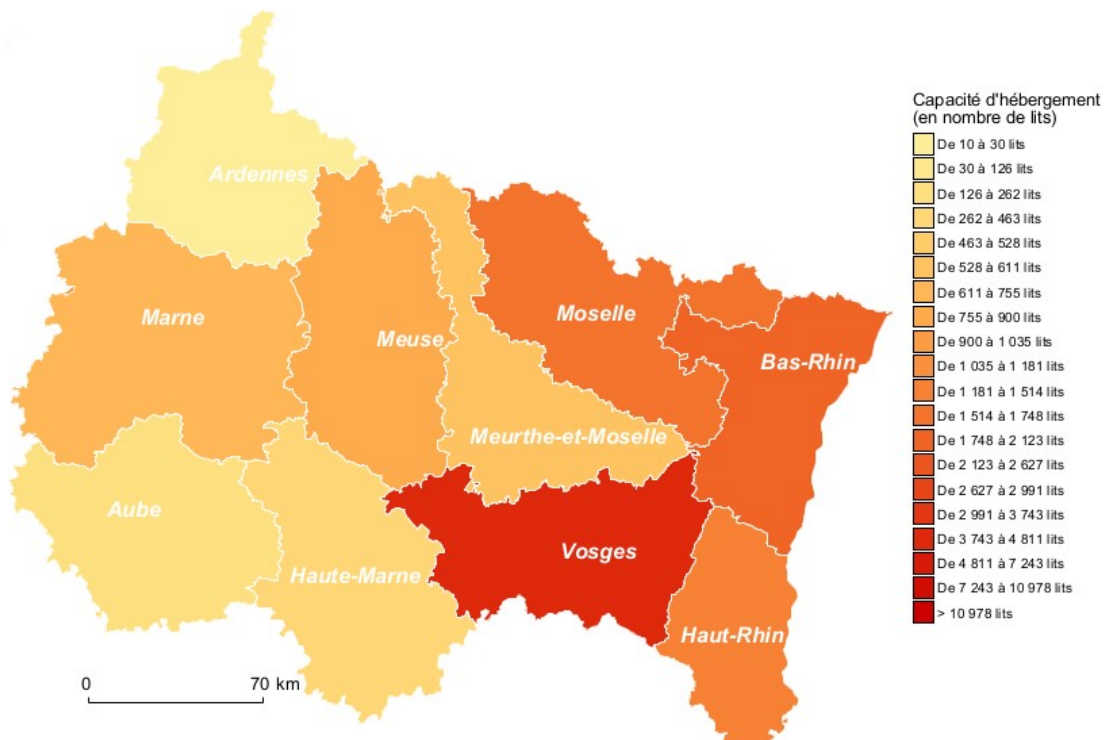 Ardennes
Marne
Meuse
Moselle
Bas-Rhin
Meurthe-et-Moselle
Aube
Haute-Marne
Vosges
Haut-Rhin
0 70 km
Capacité d'hébergement
(en nombre de lits)
De 10 à 30 lits
De 30 à 126 lits
De 126 à 262 lits
De 262 à 463 lits
De 463 à 528 lits
De 528 à 611 lits
De 611 à 755 lits
De 755 à 900 lits
De 900 à 1 035 lits
De 1 035 à 1 181 lits
De 1 181 à 1 514 lits
De 1 514 à 1 748 lits
De 1 748 à 2 123 lits
De 2 123 à 2 627 lits
De 2 627 à 2 991 lits
De 2 991 à 3 743 lits
De 3 743 à 4 811 lits
De 4 811 à 7 243 lits
De 7 243 à 10 978 lits
> 10 978 lits